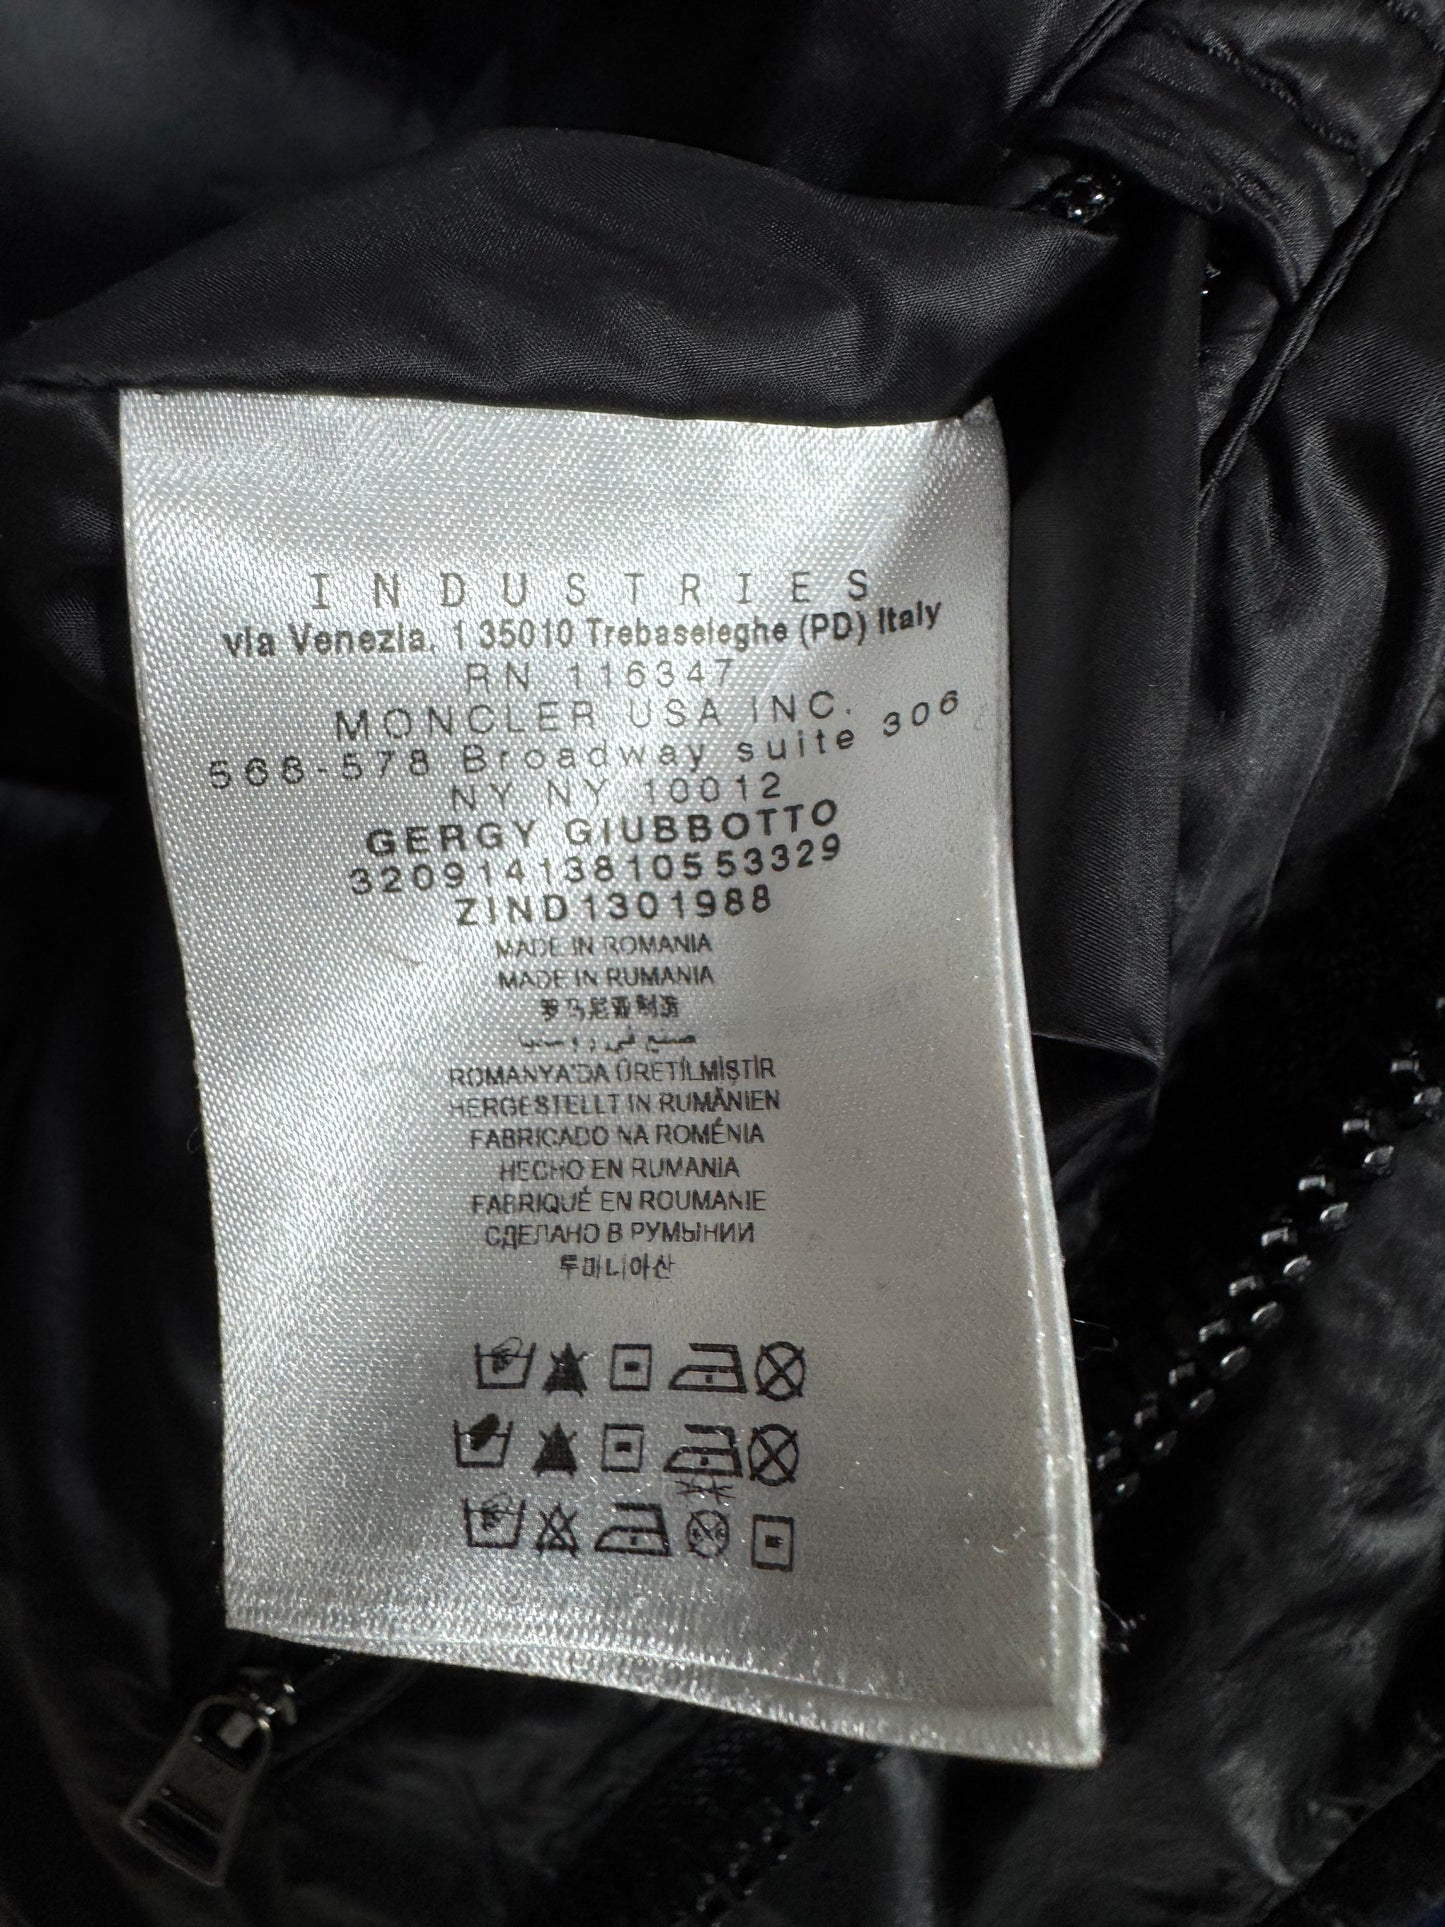 INDUSTRIES
via Venezia, 1 35010 Trebaseleghe (PD) Italy
RN 116347
MONCLER USA INC.
568-578 Broadway suite 306
NY NY 10012
GERGY GIUBBOTTO
32091413810553329
ZIND1301988
MADE IN ROMANIA
MADE IN RUMANIA
罗马尼亚制造
صنع في رومنيا
ROMANYA'DA ÜRETİLMİŞTİR
HERGESTELLT IN RUMÄNIEN
FABRICADO NA ROMÉNIA
HECHO EN RUMANIA
FABRIQUÉ EN ROUMANIE
СДЕЛАНО В РУМЫНИИ
루마니아산